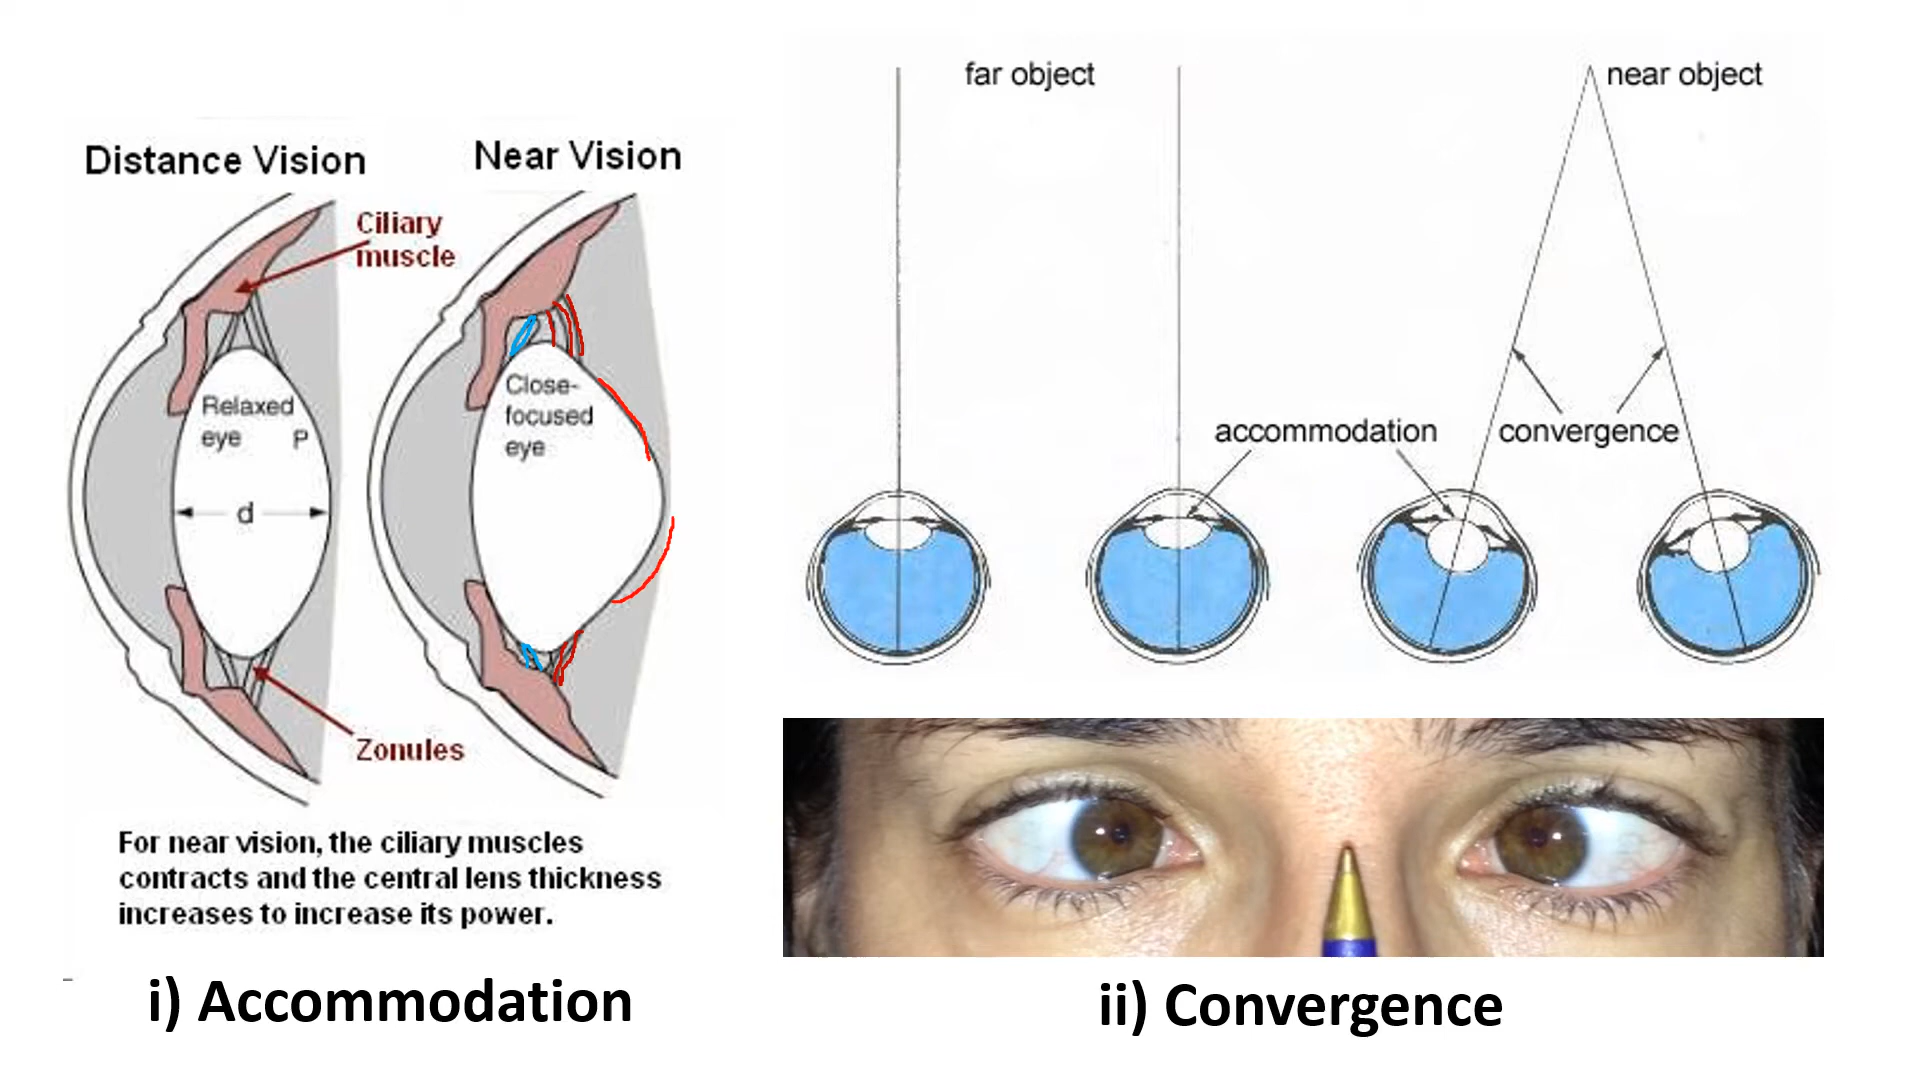 Distance Vision
Near Vision
Ciliary
muscle
Relaxed
eye P
d
Close-
focused
eye
Zonules
For near vision, the ciliary muscles
contracts and the central lens thickness
increases to increase its power.
i) Accommodation
far object
near object
accommodation
convergence
ii) Convergence